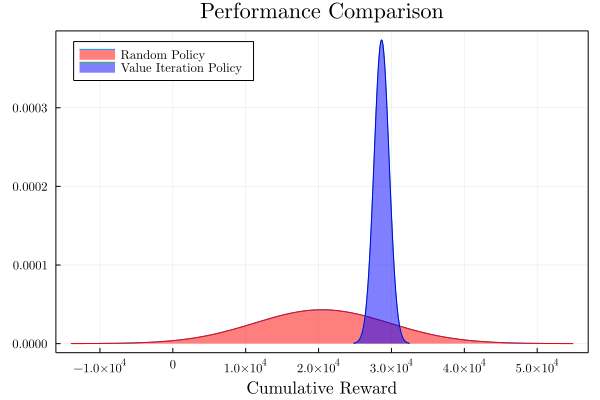 Performance Comparison
Random Policy
Value Iteration Policy
0.0003
0.0002
0.0001
0.0000
−1.0×10⁴ 0 1.0×10⁴ 2.0×10⁴ 3.0×10⁴ 4.0×10⁴ 5.0×10⁴
Cumulative Reward